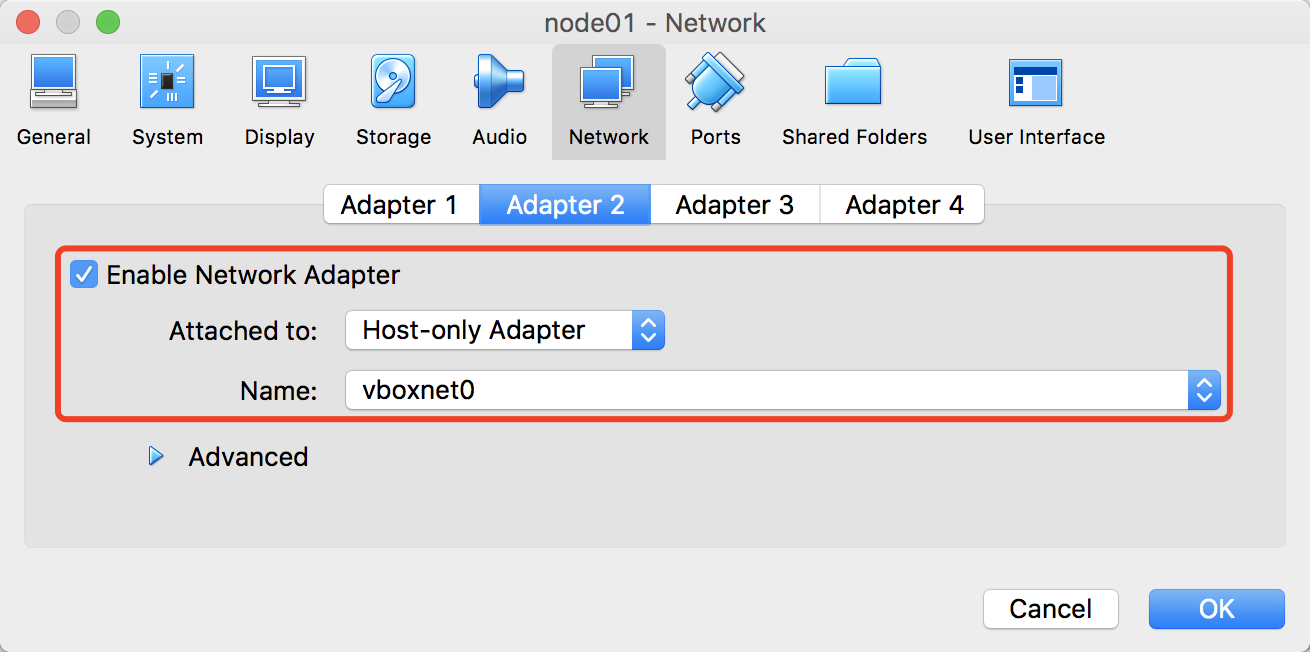 node01 - Network
General System Display Storage Audio Network Ports Shared Folders User Interface
Adapter 1 Adapter 2 Adapter 3 Adapter 4
Enable Network Adapter
Attached to: Host-only Adapter
Name: vboxnet0
Advanced
Cancel OK